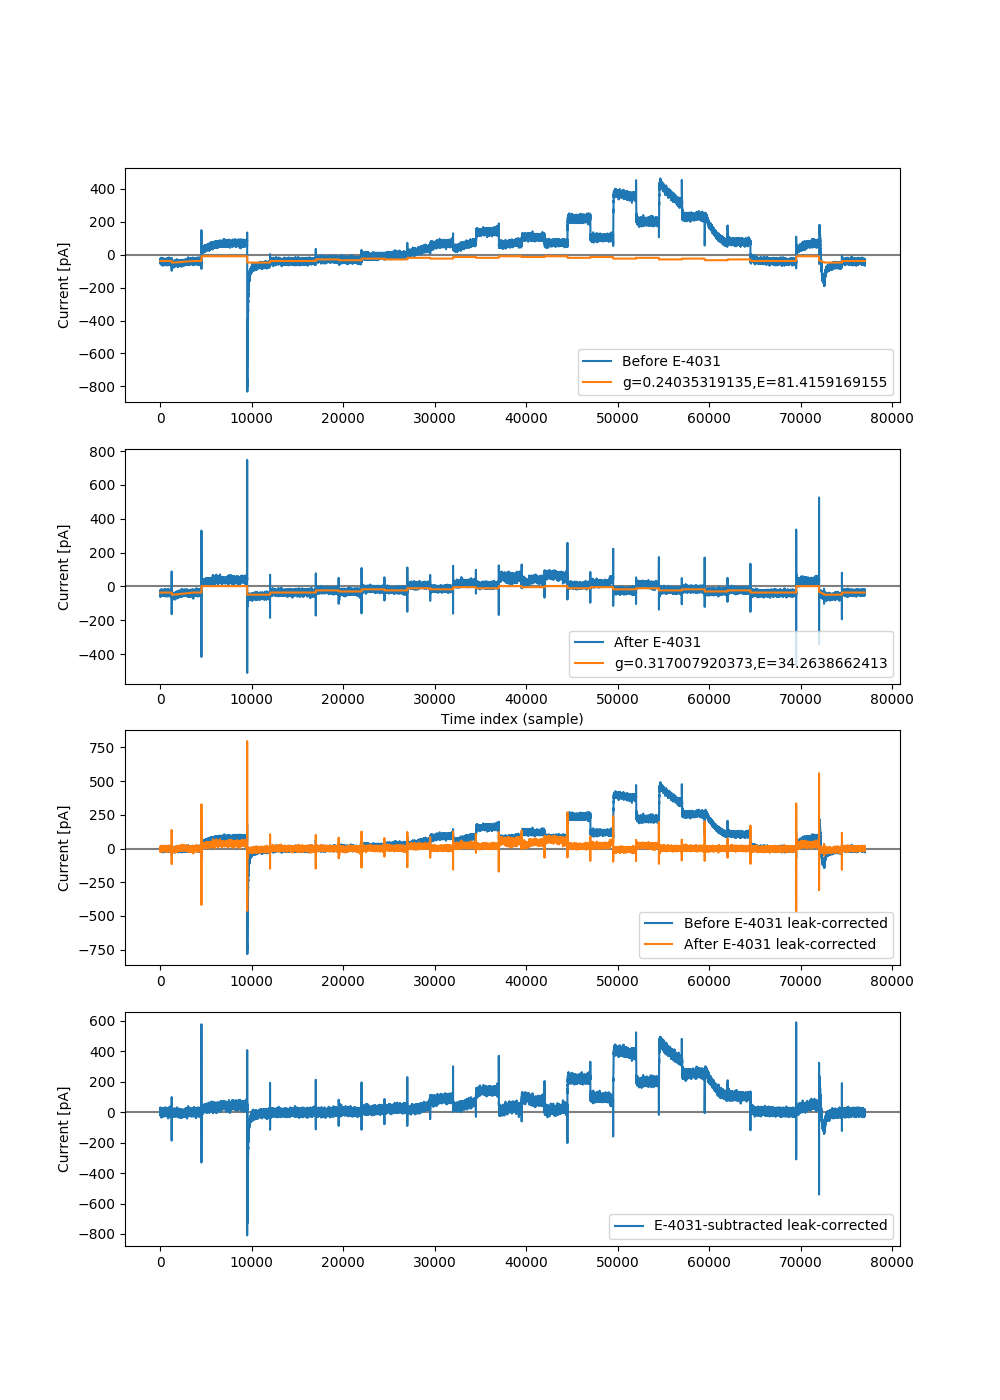 400
200
0
−200
−400
−600
−800
Current [pA]
Before E-4031
g=0.24035319135,E=81.4159169155
0 10000 20000 30000 40000 50000 60000 70000 80000
800
600
400
200
0
−200
−400
Current [pA]
After E-4031
g=0.317007920373,E=34.2638662413
0 10000 20000 30000 40000 50000 60000 70000 80000
Time index (sample)
750
500
250
0
−250
−500
−750
Current [pA]
Before E-4031 leak-corrected
After E-4031 leak-corrected
0 10000 20000 30000 40000 50000 60000 70000 80000
600
400
200
0
−200
−400
−600
−800
Current [pA]
E-4031-subtracted leak-corrected
0 10000 20000 30000 40000 50000 60000 70000 80000